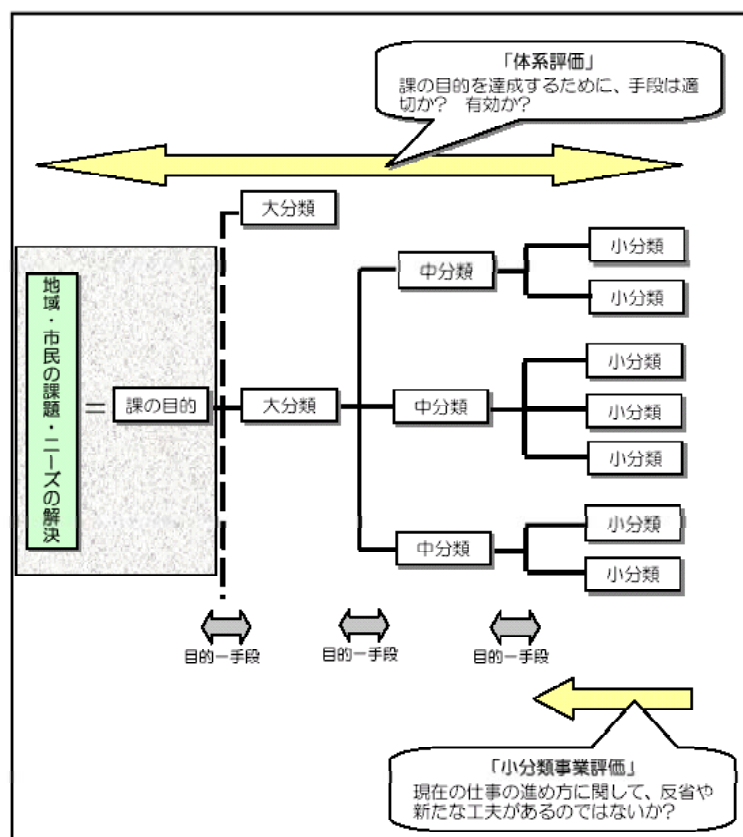 「体系評価」
課の目的を達成するために、手段は適
切か？　有効か？
大分類
小分類
中分類
小分類
地域・市民の課題・ニーズの解決
＝
課の目的
大分類
中分類
小分類
小分類
小分類
中分類
小分類
小分類
目的ー手段
目的ー手段
目的ー手段
「小分類事業評価」
現在の仕事の進め方に関して、反省や
新たな工夫があるのではないか？